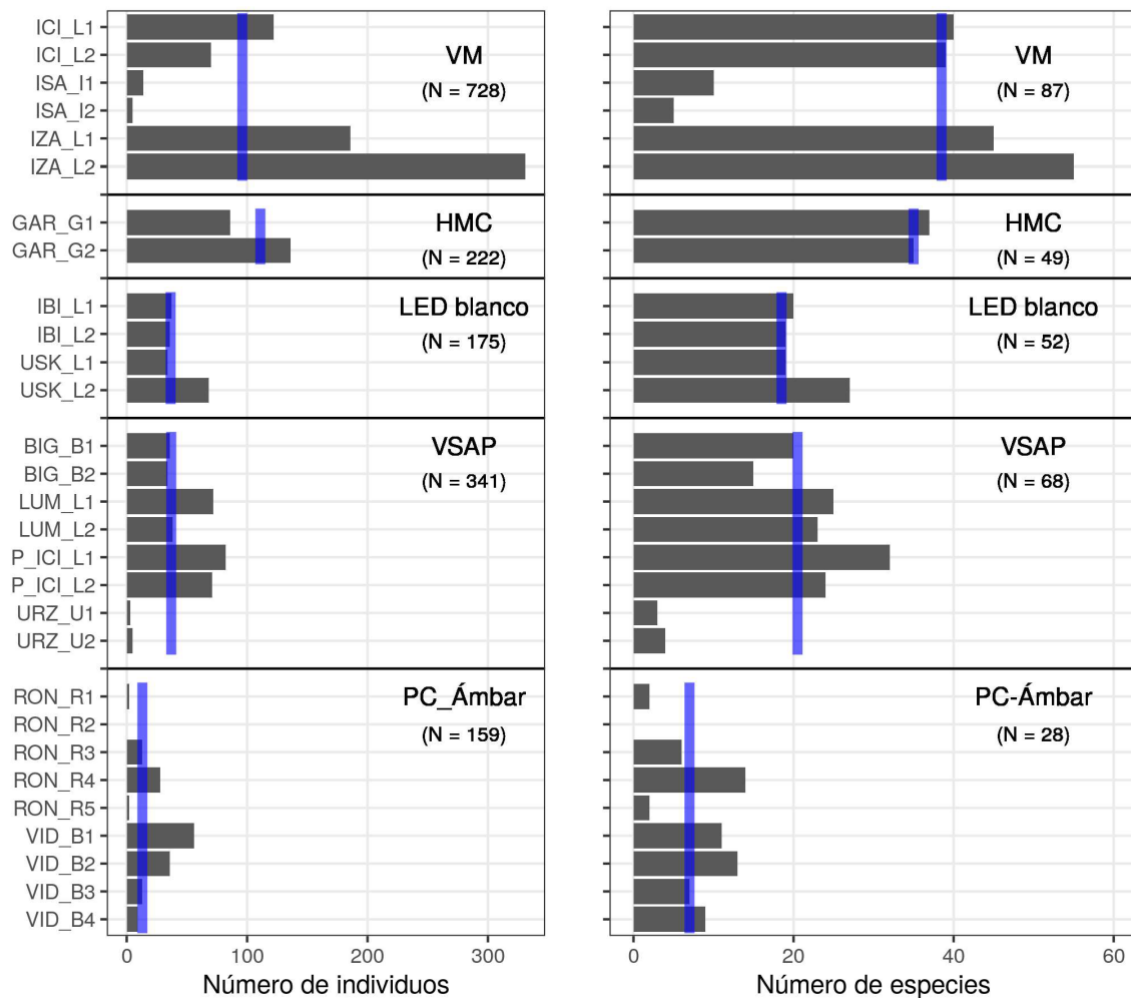 ICI_L1
ICI_L2
ISA_I1
ISA_I2
IZA_L1
IZA_L2
VM
(N = 728)
VM
(N = 87)
GAR_G1
GAR_G2
HMC
(N = 222)
HMC
(N = 49)
IBI_L1
IBI_L2
USK_L1
USK_L2
LED blanco
(N = 175)
LED blanco
(N = 52)
BIG_B1
BIG_B2
LUM_L1
LUM_L2
P_ICI_L1
P_ICI_L2
URZ_U1
URZ_U2
VSAP
(N = 341)
VSAP
(N = 68)
RON_R1
RON_R2
RON_R3
RON_R4
RON_R5
VID_B1
VID_B2
VID_B3
VID_B4
PC_Ámbar
(N = 159)
PC-Ámbar
(N = 28)
0 100 200 300
0 20 40 60
Número de individuos
Número de especies